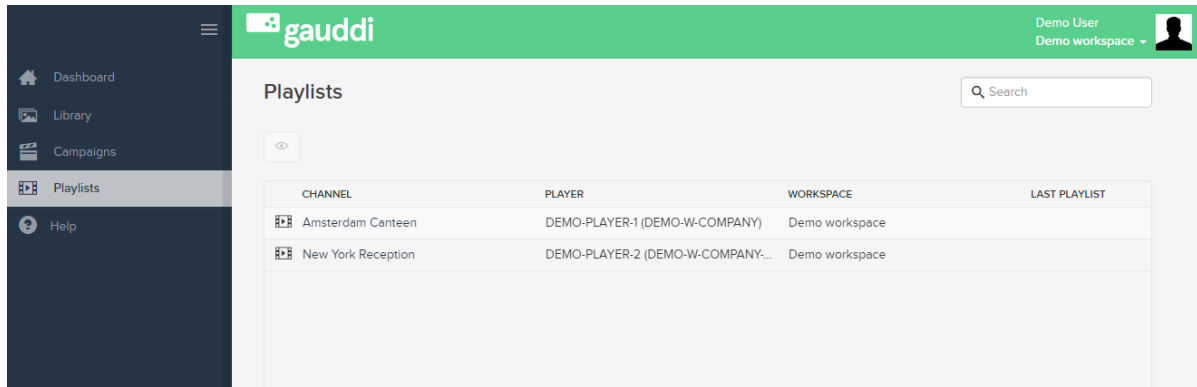 gauddi
Demo User
Demo workspace
Dashboard
Library
Campaigns
Playlists
Help
Playlists
Search
CHANNEL PLAYER WORKSPACE LAST PLAYLIST
Amsterdam Canteen DEMO-PLAYER-1 (DEMO-W-COMPANY) Demo workspace
New York Reception DEMO-PLAYER-2 (DEMO-W-COMPANY-... Demo workspace